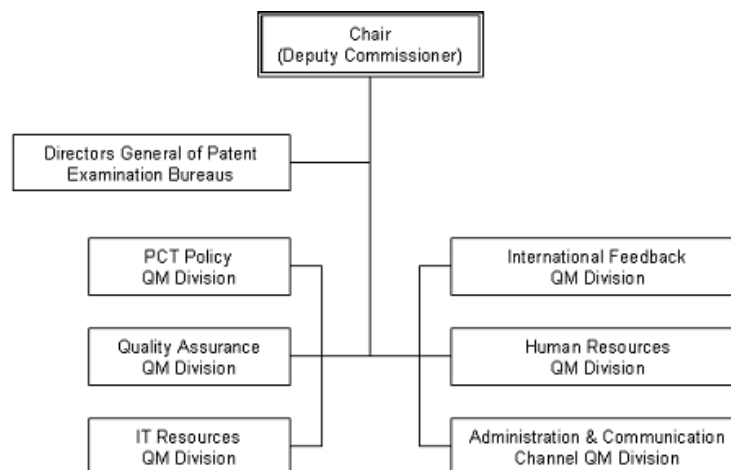 Chair
(Deputy Commissioner)
Directors General of Patent
Examination Bureaus
PCT Policy
QM Division
International Feedback
QM Division
Quality Assurance
QM Division
Human Resources
QM Division
IT Resources
QM Division
Administration & Communication
Channel QM Division